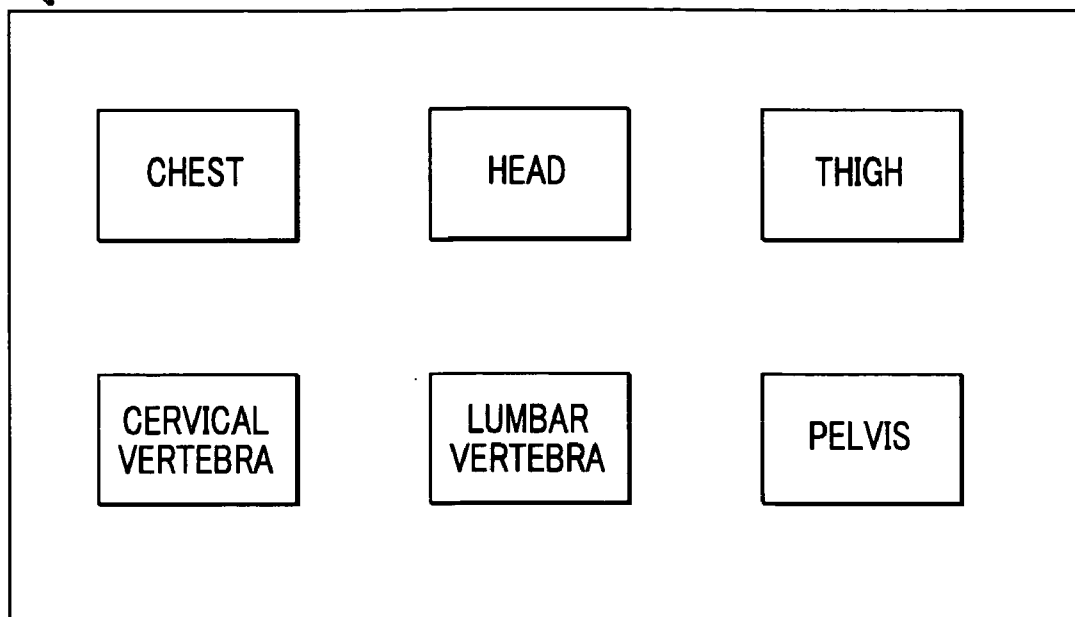 CHEST
HEAD
THIGH
CERVICAL
VERTEBRA
LUMBAR
VERTEBRA
PELVIS